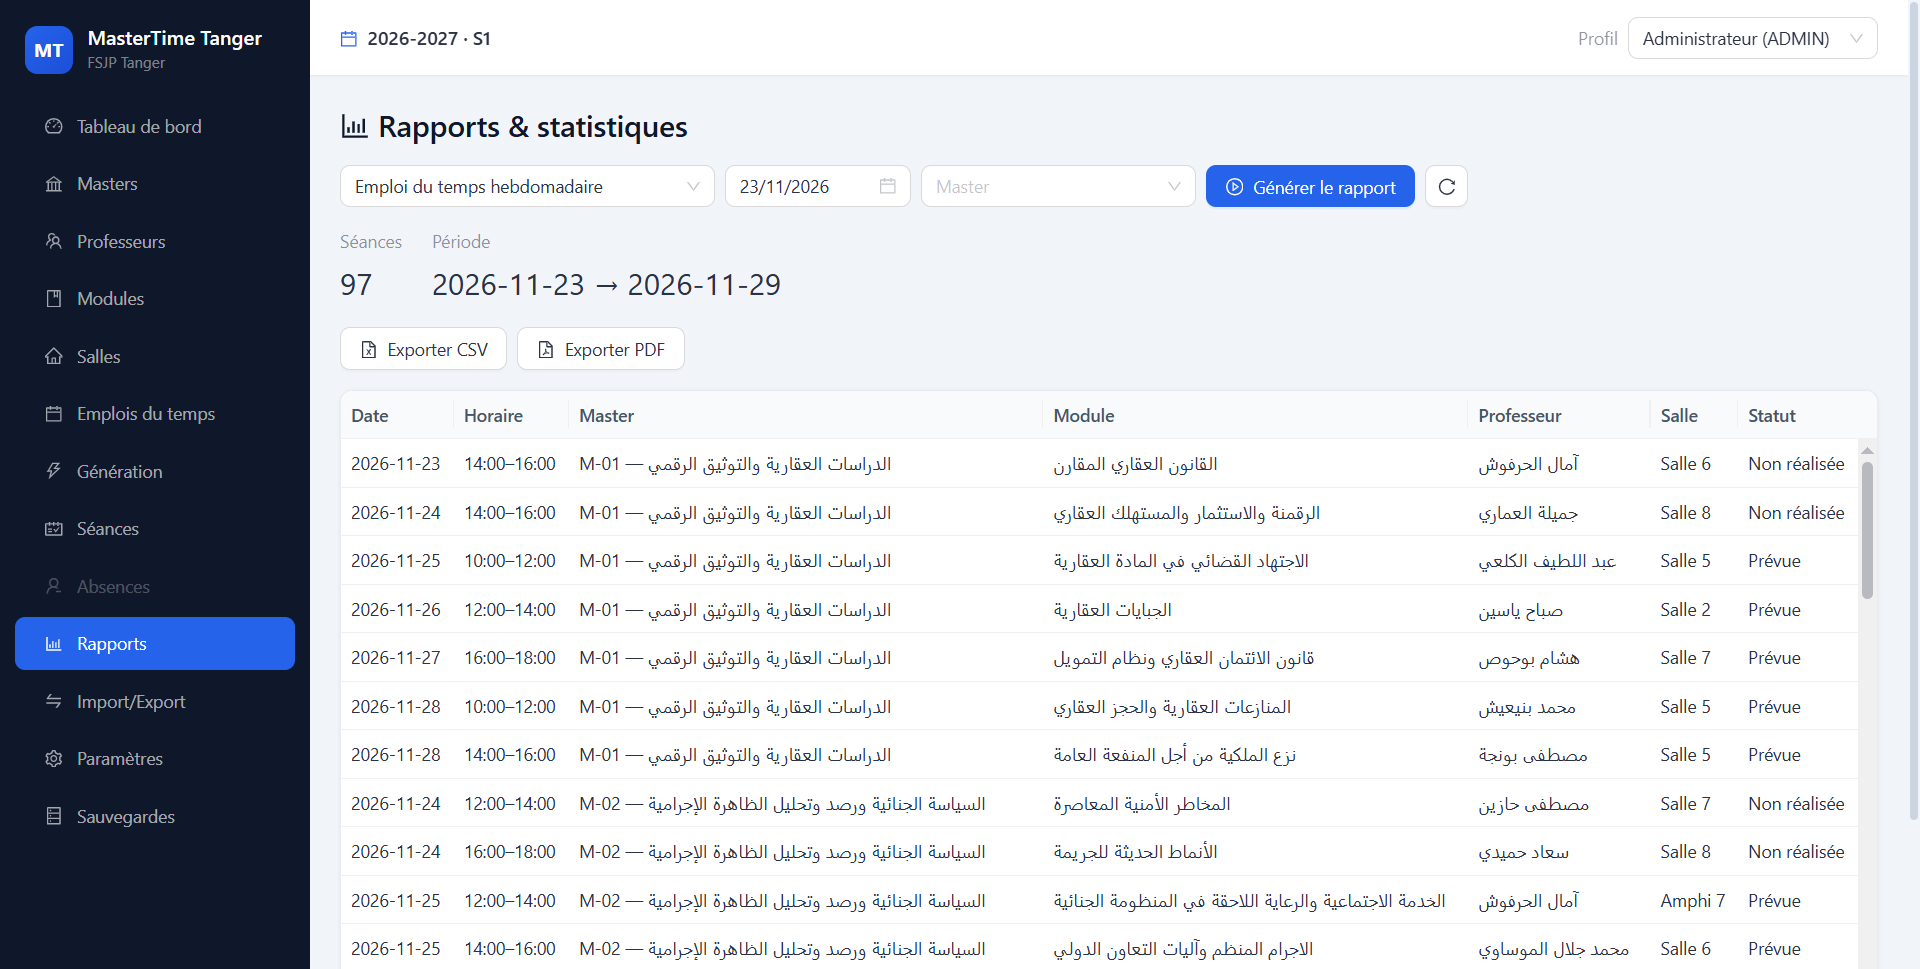 MT
MasterTime Tanger
FSJP Tanger
Tableau de bord
Masters
Professeurs
Modules
Salles
Emplois du temps
Génération
Séances
Absences
Rapports
Import/Export
Paramètres
Sauvegardes
2026-2027 · S1
Profil Administrateur (ADMIN)
Rapports & statistiques
Emploi du temps hebdomadaire 23/11/2026 Master Générer le rapport
Séances Période
97 2026-11-23 → 2026-11-29
Exporter CSV Exporter PDF
Date Horaire Master Module Professeur Salle Statut
2026-11-23 14:00–16:00 M-01 — الدراسات العقارية والتوثيق الرقمي القانون العقاري المقارن آمال الحرفوش Salle 6 Non réalisée
2026-11-24 14:00–16:00 M-01 — الدراسات العقارية والتوثيق الرقمي الرقمنة والاستثمار والمستهلك العقاري جميلة العماري Salle 8 Non réalisée
2026-11-25 10:00–12:00 M-01 — الدراسات العقارية والتوثيق الرقمي الاجتهاد القضائي في المادة العقارية عبد اللطيف الكلعي Salle 5 Prévue
2026-11-26 12:00–14:00 M-01 — الدراسات العقارية والتوثيق الرقمي الجبايات العقارية صباح ياسين Salle 2 Prévue
2026-11-27 16:00–18:00 M-01 — الدراسات العقارية والتوثيق الرقمي قانون الائتمان العقاري ونظام التمويل هشام بوحوص Salle 7 Prévue
2026-11-28 10:00–12:00 M-01 — الدراسات العقارية والتوثيق الرقمي المنازعات العقارية والحجز العقاري محمد بنيعيش Salle 5 Prévue
2026-11-28 14:00–16:00 M-01 — الدراسات العقارية والتوثيق الرقمي نزع الملكية من أجل المنفعة العامة مصطفى بونجة Salle 5 Prévue
2026-11-24 12:00–14:00 M-02 — السياسة الجنائية ورصد وتحليل الظاهرة الإجرامية المخاطر الأمنية المعاصرة مصطفى حازين Salle 7 Non réalisée
2026-11-24 16:00–18:00 M-02 — السياسة الجنائية ورصد وتحليل الظاهرة الإجرامية الأنماط الحديثة للجريمة سعاد حميدي Salle 8 Non réalisée
2026-11-25 12:00–14:00 M-02 — السياسة الجنائية ورصد وتحليل الظاهرة الإجرامية الخدمة الاجتماعية والرعاية اللاحقة في المنظومة الجنائية آمال الحرفوش Amphi 7 Prévue
2026-11-25 14:00–16:00 M-02 — السياسة الجنائية ورصد وتحليل الظاهرة الإجرامية الاجرام المنظم وآليات التعاون الدولي محمد جلال الموساوي Salle 6 Prévue